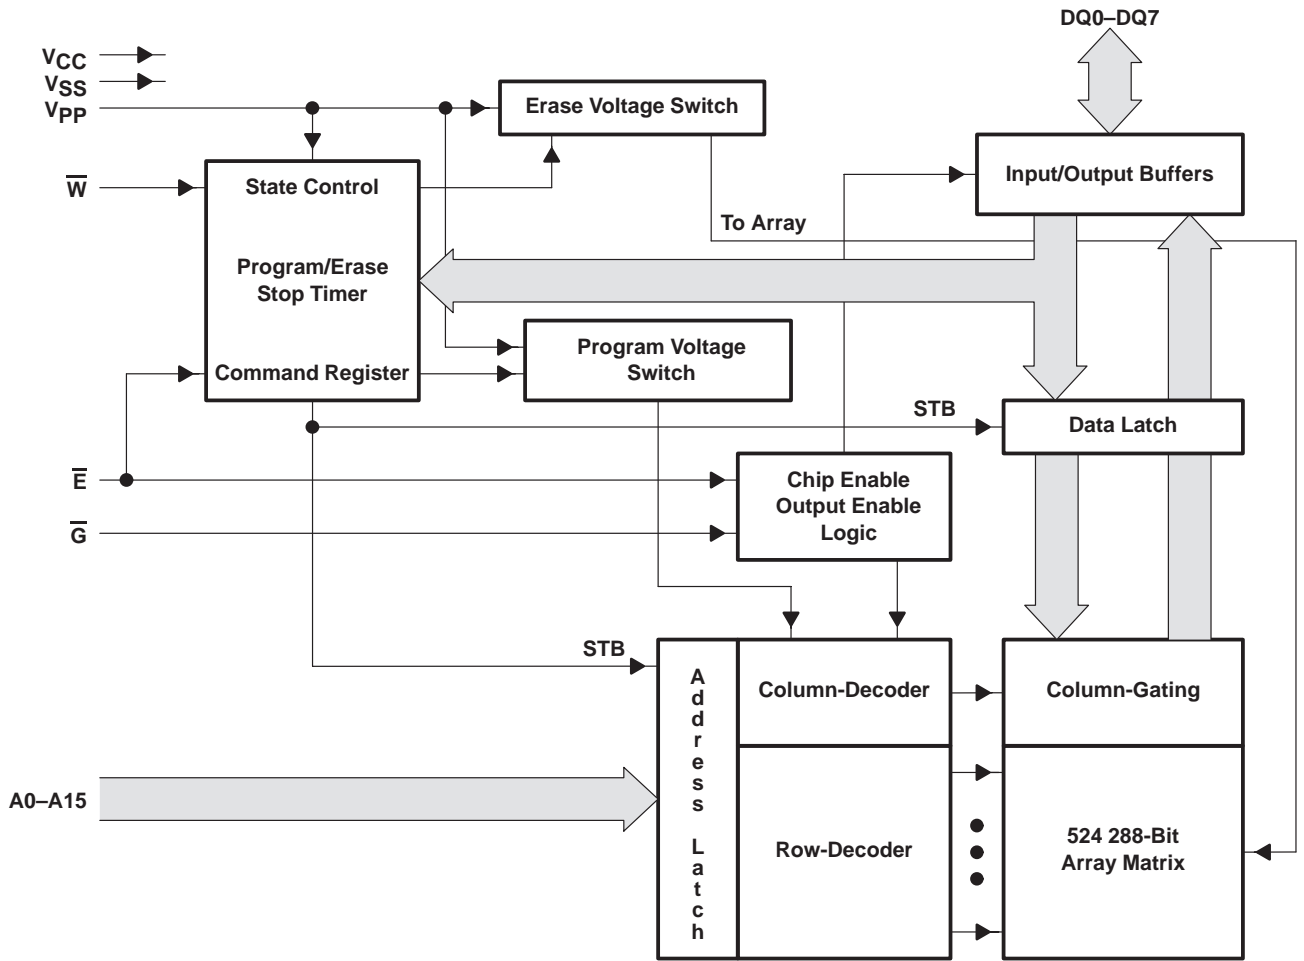 DQ0–DQ7
VCC
VSS
VPP
Erase Voltage Switch
W̅
State Control
Input/Output Buffers
To Array
Program/Erase
Stop Timer
Program Voltage
Switch
Command Register
STB
Data Latch
E̅
Chip Enable
Output Enable
Logic
G̅
STB
Address Latch
Column-Decoder
Column-Gating
A0–A15
Row-Decoder
524 288-Bit
Array Matrix